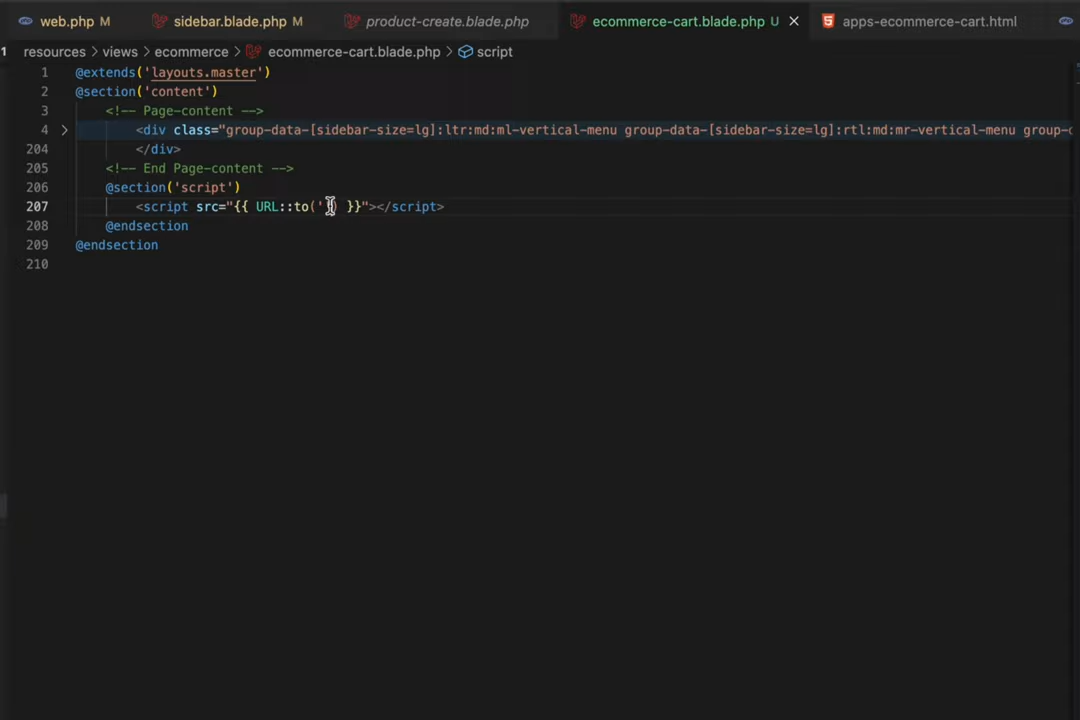 web.php M sidebar.blade.php M product-create.blade.php ecommerce-cart.blade.php U apps-ecommerce-cart.html
1 resources > views > ecommerce > ecommerce-cart.blade.php > script
1 @extends('layouts.master')
2 @section('content')
3 <!-- Page-content -->
4 <div class="group-data-[sidebar-size=lg]:ltr:md:ml-vertical-menu group-data-[sidebar-size=lg]:rtl:md:mr-vertical-menu group-
204 </div>
205 <!-- End Page-content -->
206 @section('script')
207 <script src="{{ URL::to('') }}"></script>
208 @endsection
209 @endsection
210